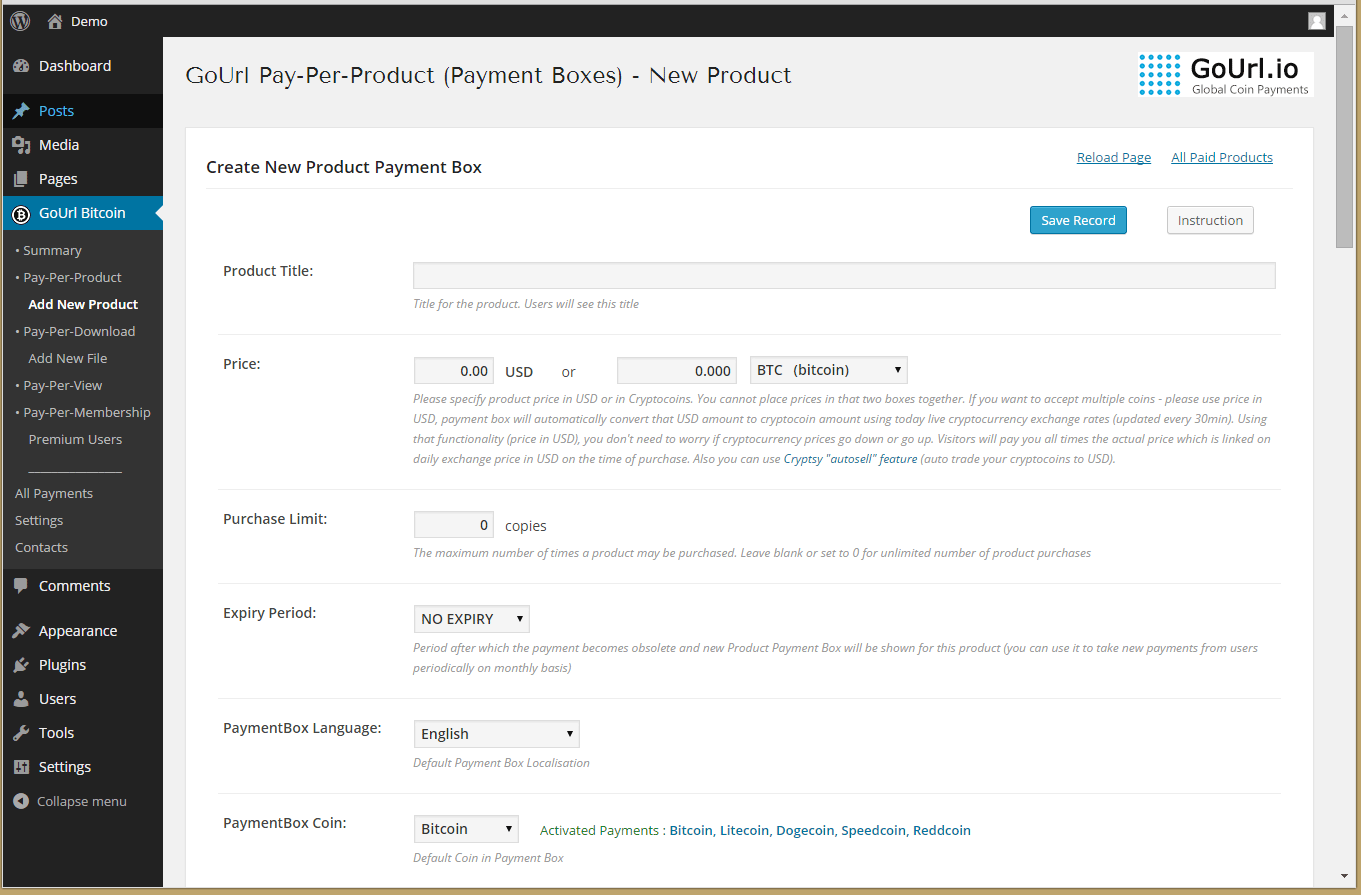 Demo
Dashboard
Posts
Media
Pages
GoUrl Bitcoin
• Summary
• Pay-Per-Product
Add New Product
• Pay-Per-Download
Add New File
• Pay-Per-View
• Pay-Per-Membership
Premium Users
All Payments
Settings
Contacts
Comments
Appearance
Plugins
Users
Tools
Settings
Collapse menu
GoUrl Pay-Per-Product (Payment Boxes) - New Product
GoUrl.io
Global Coin Payments
Create New Product Payment Box
Reload Page All Paid Products
Save Record Instruction
Product Title:
Title for the product. Users will see this title
Price: 0.00 USD or 0.000 BTC (bitcoin)
Please specify product price in USD or in Cryptocoins. You cannot place prices in that two boxes together. If you want to accept multiple coins - please use price in
USD, payment box will automatically convert that USD amount to cryptocoin amount using today live cryptocurrency exchange rates (updated every 30min). Using
that functionality (price in USD), you don't need to worry if cryptocurrency prices go down or go up. Visitors will pay you all times the actual price which is linked on
daily exchange price in USD on the time of purchase. Also you can use Cryptsy "autosell" feature (auto trade your cryptocoins to USD).
Purchase Limit: 0 copies
The maximum number of times a product may be purchased. Leave blank or set to 0 for unlimited number of product purchases
Expiry Period: NO EXPIRY
Period after which the payment becomes obsolete and new Product Payment Box will be shown for this product (you can use it to take new payments from users
periodically on monthly basis)
PaymentBox Language: English
Default Payment Box Localisation
PaymentBox Coin: Bitcoin Activated Payments : Bitcoin, Litecoin, Dogecoin, Speedcoin, Reddcoin
Default Coin in Payment Box